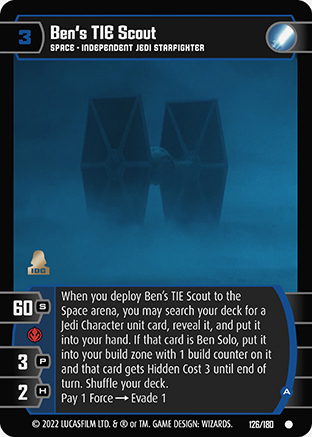 3 Ben's TIE Scout
SPACE - INDEPENDENT JEDI STARFIGHTER
IDC
60 S
3 P
2 H
When you deploy Ben's TIE Scout to the
Space arena, you may search your deck for a
Jedi Character unit card, reveal it, and put it
into your hand. If that card is Ben Solo, put it
into your build zone with 1 build counter on it
and that card gets Hidden Cost 3 until end of
turn. Shuffle your deck.
Pay 1 Force → Evade 1
A
© 2022 LUCASFILM LTD. & ® or TM. GAME DESIGN: WIZARDS. 126/180